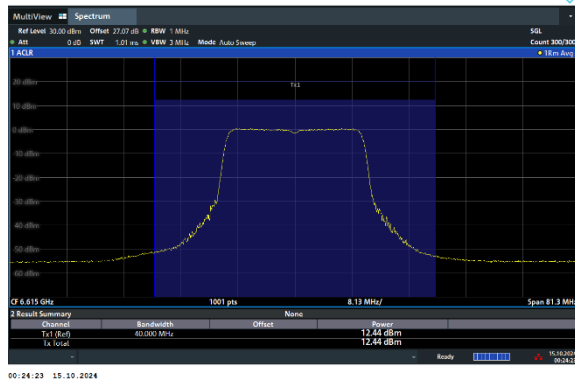 MultiView Spectrum
Ref Level 30.00 dBm Offset 27.07 dB RBW 1 MHz SGL
Att 0 dB SWT 1.01 ms VBW 3 MHz Mode Auto Sweep Count 300/300
1 ACLR 1Rm Avg
Tx1
20 dBm
10 dBm
0 dBm
-10 dBm
-20 dBm
-30 dBm
-40 dBm
-50 dBm
-60 dBm
CF 6.615 GHz 1001 pts 8.13 MHz/ Span 81.3 MHz
2 Result Summary None
Channel Bandwidth Offset Power
Tx1 (Ref) 40.000 MHz 12.44 dBm
Tx Total 12.44 dBm
Ready 15.10.2024
00:24:23
00:24:23 15.10.2024